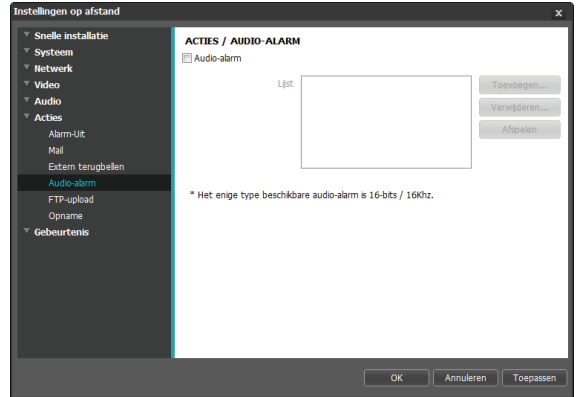 Instellingen op afstand
x
Snelle installatie
Systeem
Netwerk
Video
Audio
Acties
Alarm-Uit
Mail
Extern terugbellen
Audio-alarm
FTP-upload
Opname
Gebeurtenis
ACTIES / AUDIO-ALARM
Audio-alarm
Lijst
Toevoegen...
Verwijderen...
Afspelen
* Het enige type beschikbare audio-alarm is 16-bits / 16Khz.
OK
Annuleren
Toepassen